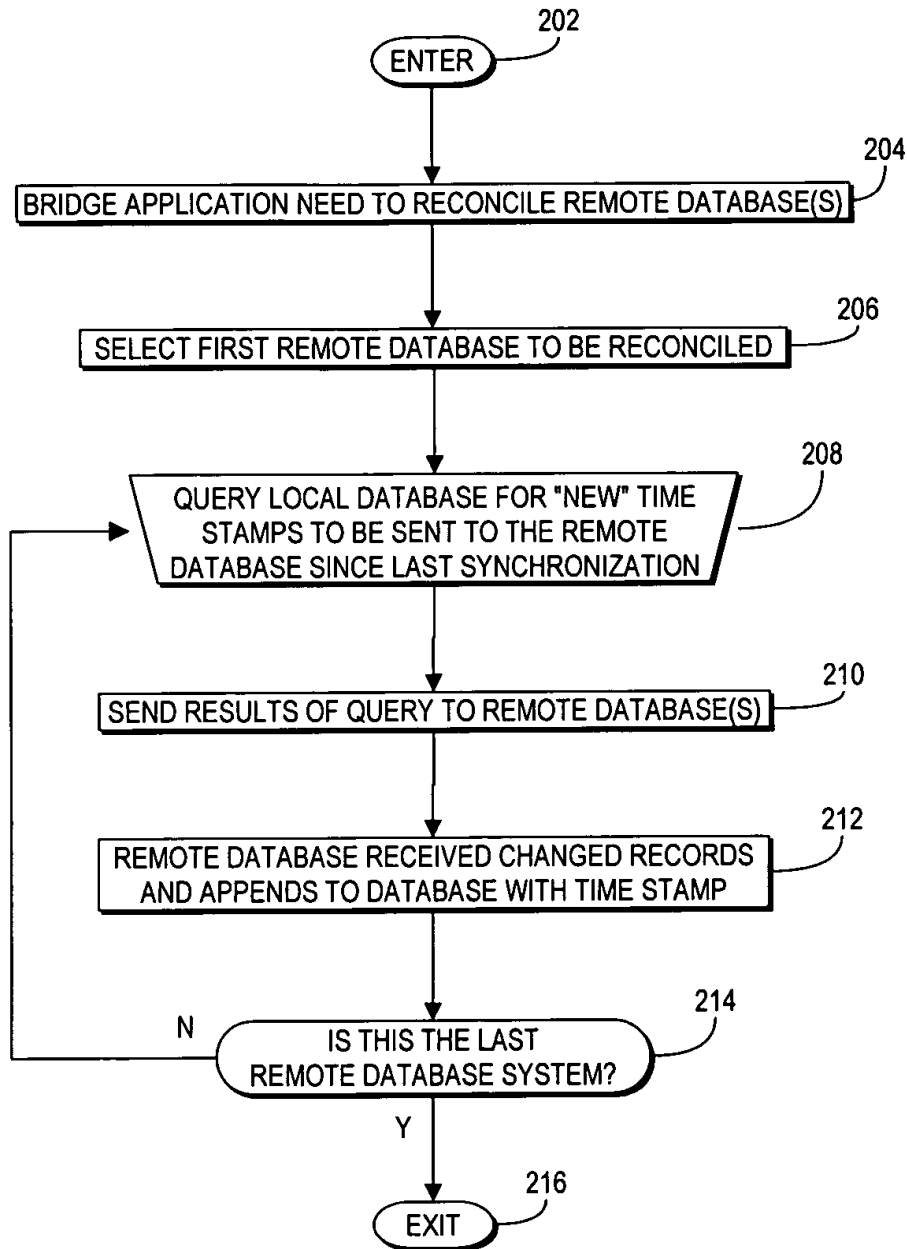 202
ENTER
204
BRIDGE APPLICATION NEED TO RECONCILE REMOTE DATABASE(S)
206
SELECT FIRST REMOTE DATABASE TO BE RECONCILED
208
QUERY LOCAL DATABASE FOR "NEW" TIME
STAMPS TO BE SENT TO THE REMOTE
DATABASE SINCE LAST SYNCHRONIZATION
210
SEND RESULTS OF QUERY TO REMOTE DATABASE(S)
212
REMOTE DATABASE RECEIVED CHANGED RECORDS
AND APPENDS TO DATABASE WITH TIME STAMP
214
N
IS THIS THE LAST
REMOTE DATABASE SYSTEM?
Y
216
EXIT